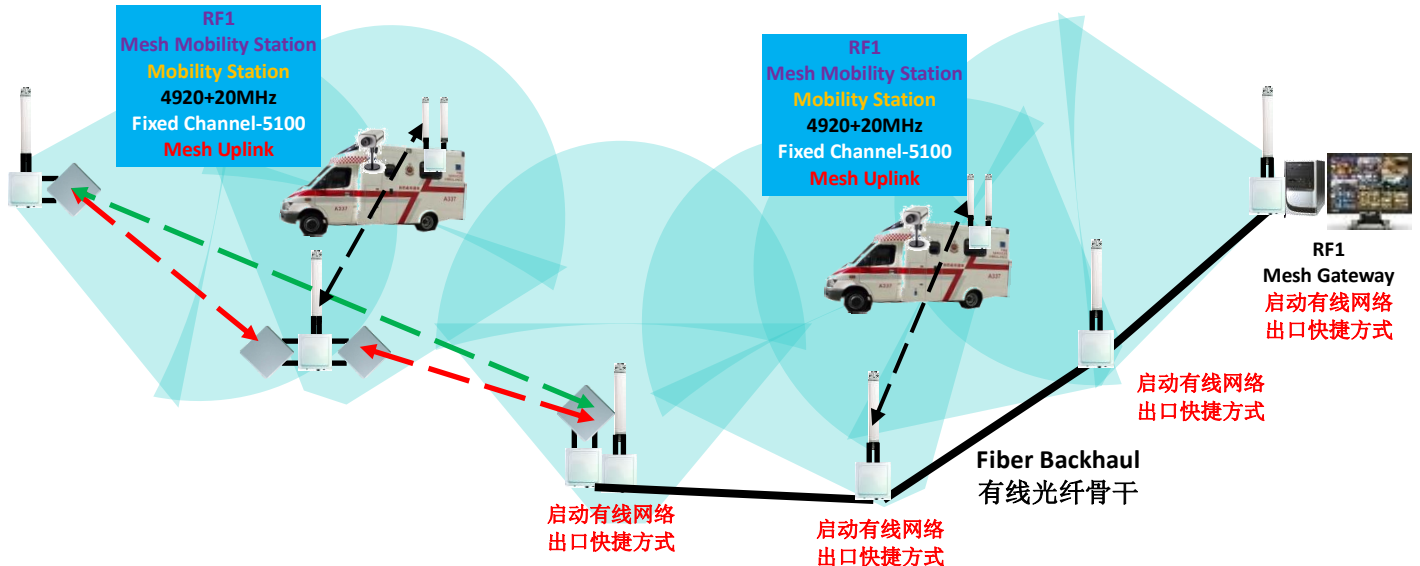 RF1
Mesh Mobility Station
Mobility Station
4920+20MHz
Fixed Channel-5100
Mesh Uplink
RF1
Mesh Mobility Station
Mobility Station
4920+20MHz
Fixed Channel-5100
Mesh Uplink
A337
A337
RF1
Mesh Gateway
启动有线网络
出口快捷方式
启动有线网络
出口快捷方式
Fiber Backhaul
有线光纤骨干
启动有线网络
出口快捷方式
启动有线网络
出口快捷方式